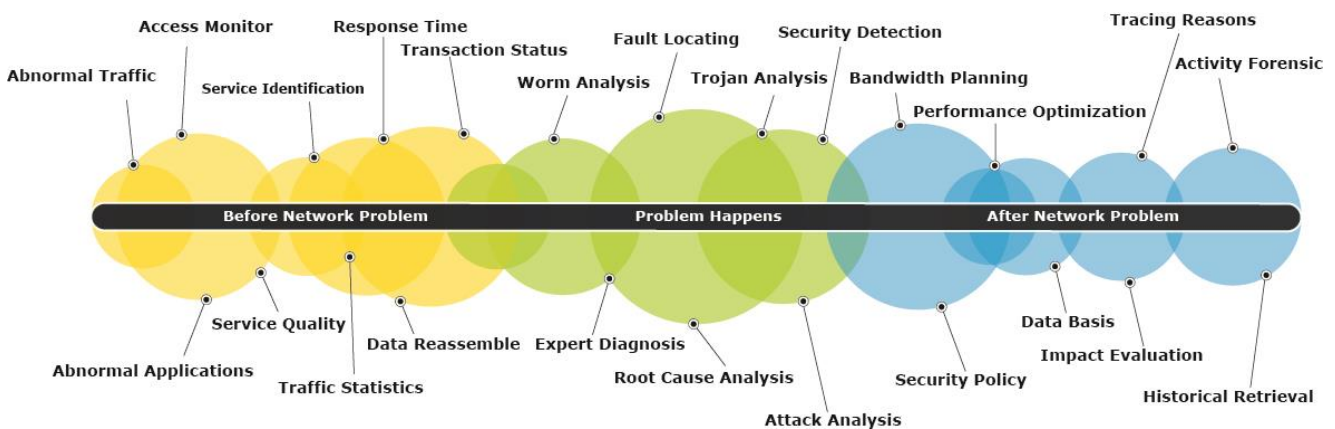 Access Monitor
Abnormal Traffic
Service Identification
Response Time
Transaction Status
Worm Analysis
Fault Locating
Trojan Analysis
Security Detection
Bandwidth Planning
Performance Optimization
Tracing Reasons
Activity Forensic
Before Network Problem
Problem Happens
After Network Problem
Abnormal Applications
Service Quality
Traffic Statistics
Data Reassemble
Expert Diagnosis
Root Cause Analysis
Attack Analysis
Security Policy
Data Basis
Impact Evaluation
Historical Retrieval